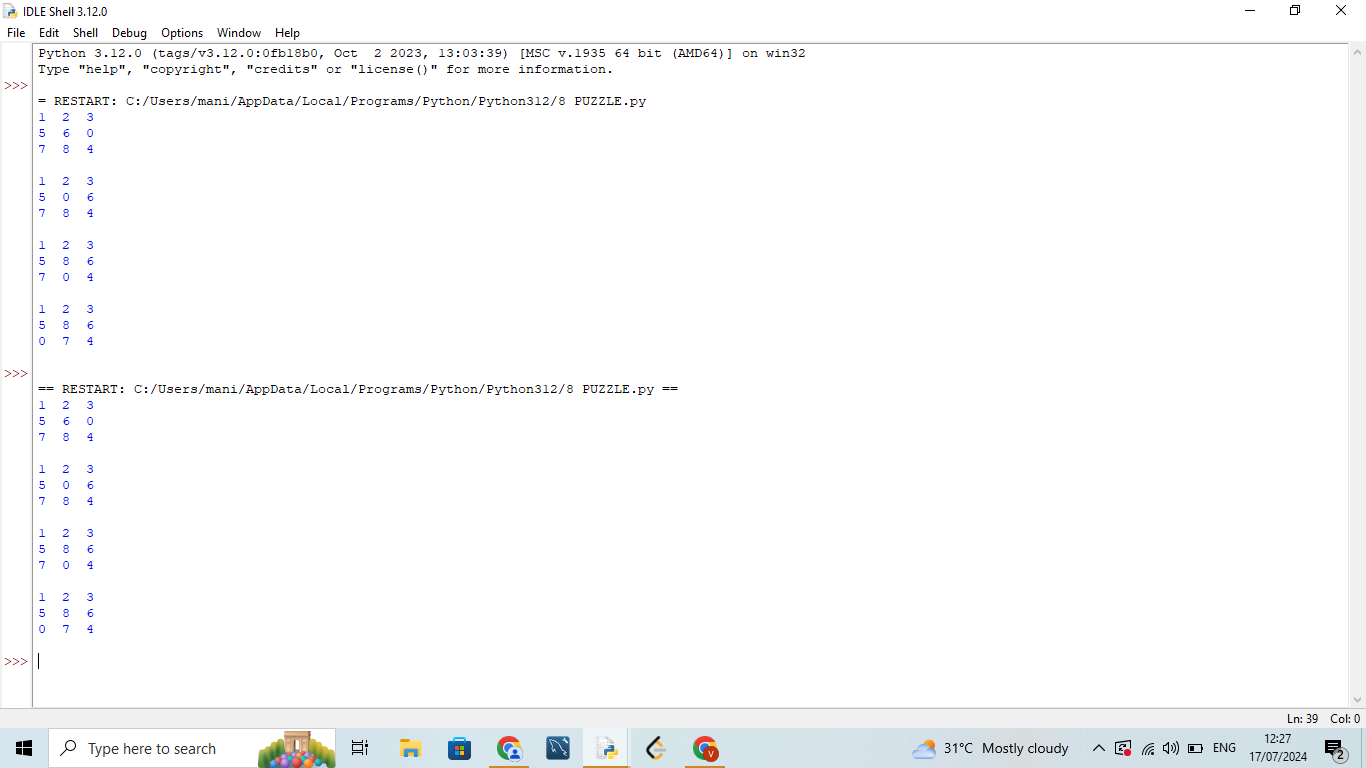 IDLE Shell 3.12.0
File Edit Shell Debug Options Window Help
Python 3.12.0 (tags/v3.12.0:0fb18b0, Oct  2 2023, 13:03:39) [MSC v.1935 64 bit (AMD64)] on win32
Type "help", "copyright", "credits" or "license()" for more information.
>>>
= RESTART: C:/Users/mani/AppData/Local/Programs/Python/Python312/8 PUZZLE.py
1 2 3
5 6 0
7 8 4
1 2 3
5 0 6
7 8 4
1 2 3
5 8 6
7 0 4
1 2 3
5 8 6
0 7 4
>>>
== RESTART: C:/Users/mani/AppData/Local/Programs/Python/Python312/8 PUZZLE.py ==
1 2 3
5 6 0
7 8 4
1 2 3
5 0 6
7 8 4
1 2 3
5 8 6
7 0 4
1 2 3
5 8 6
0 7 4
>>>
Ln: 39 Col: 0
Type here to search
V
31°C Mostly cloudy
ENG
12:27
17/07/2024
2